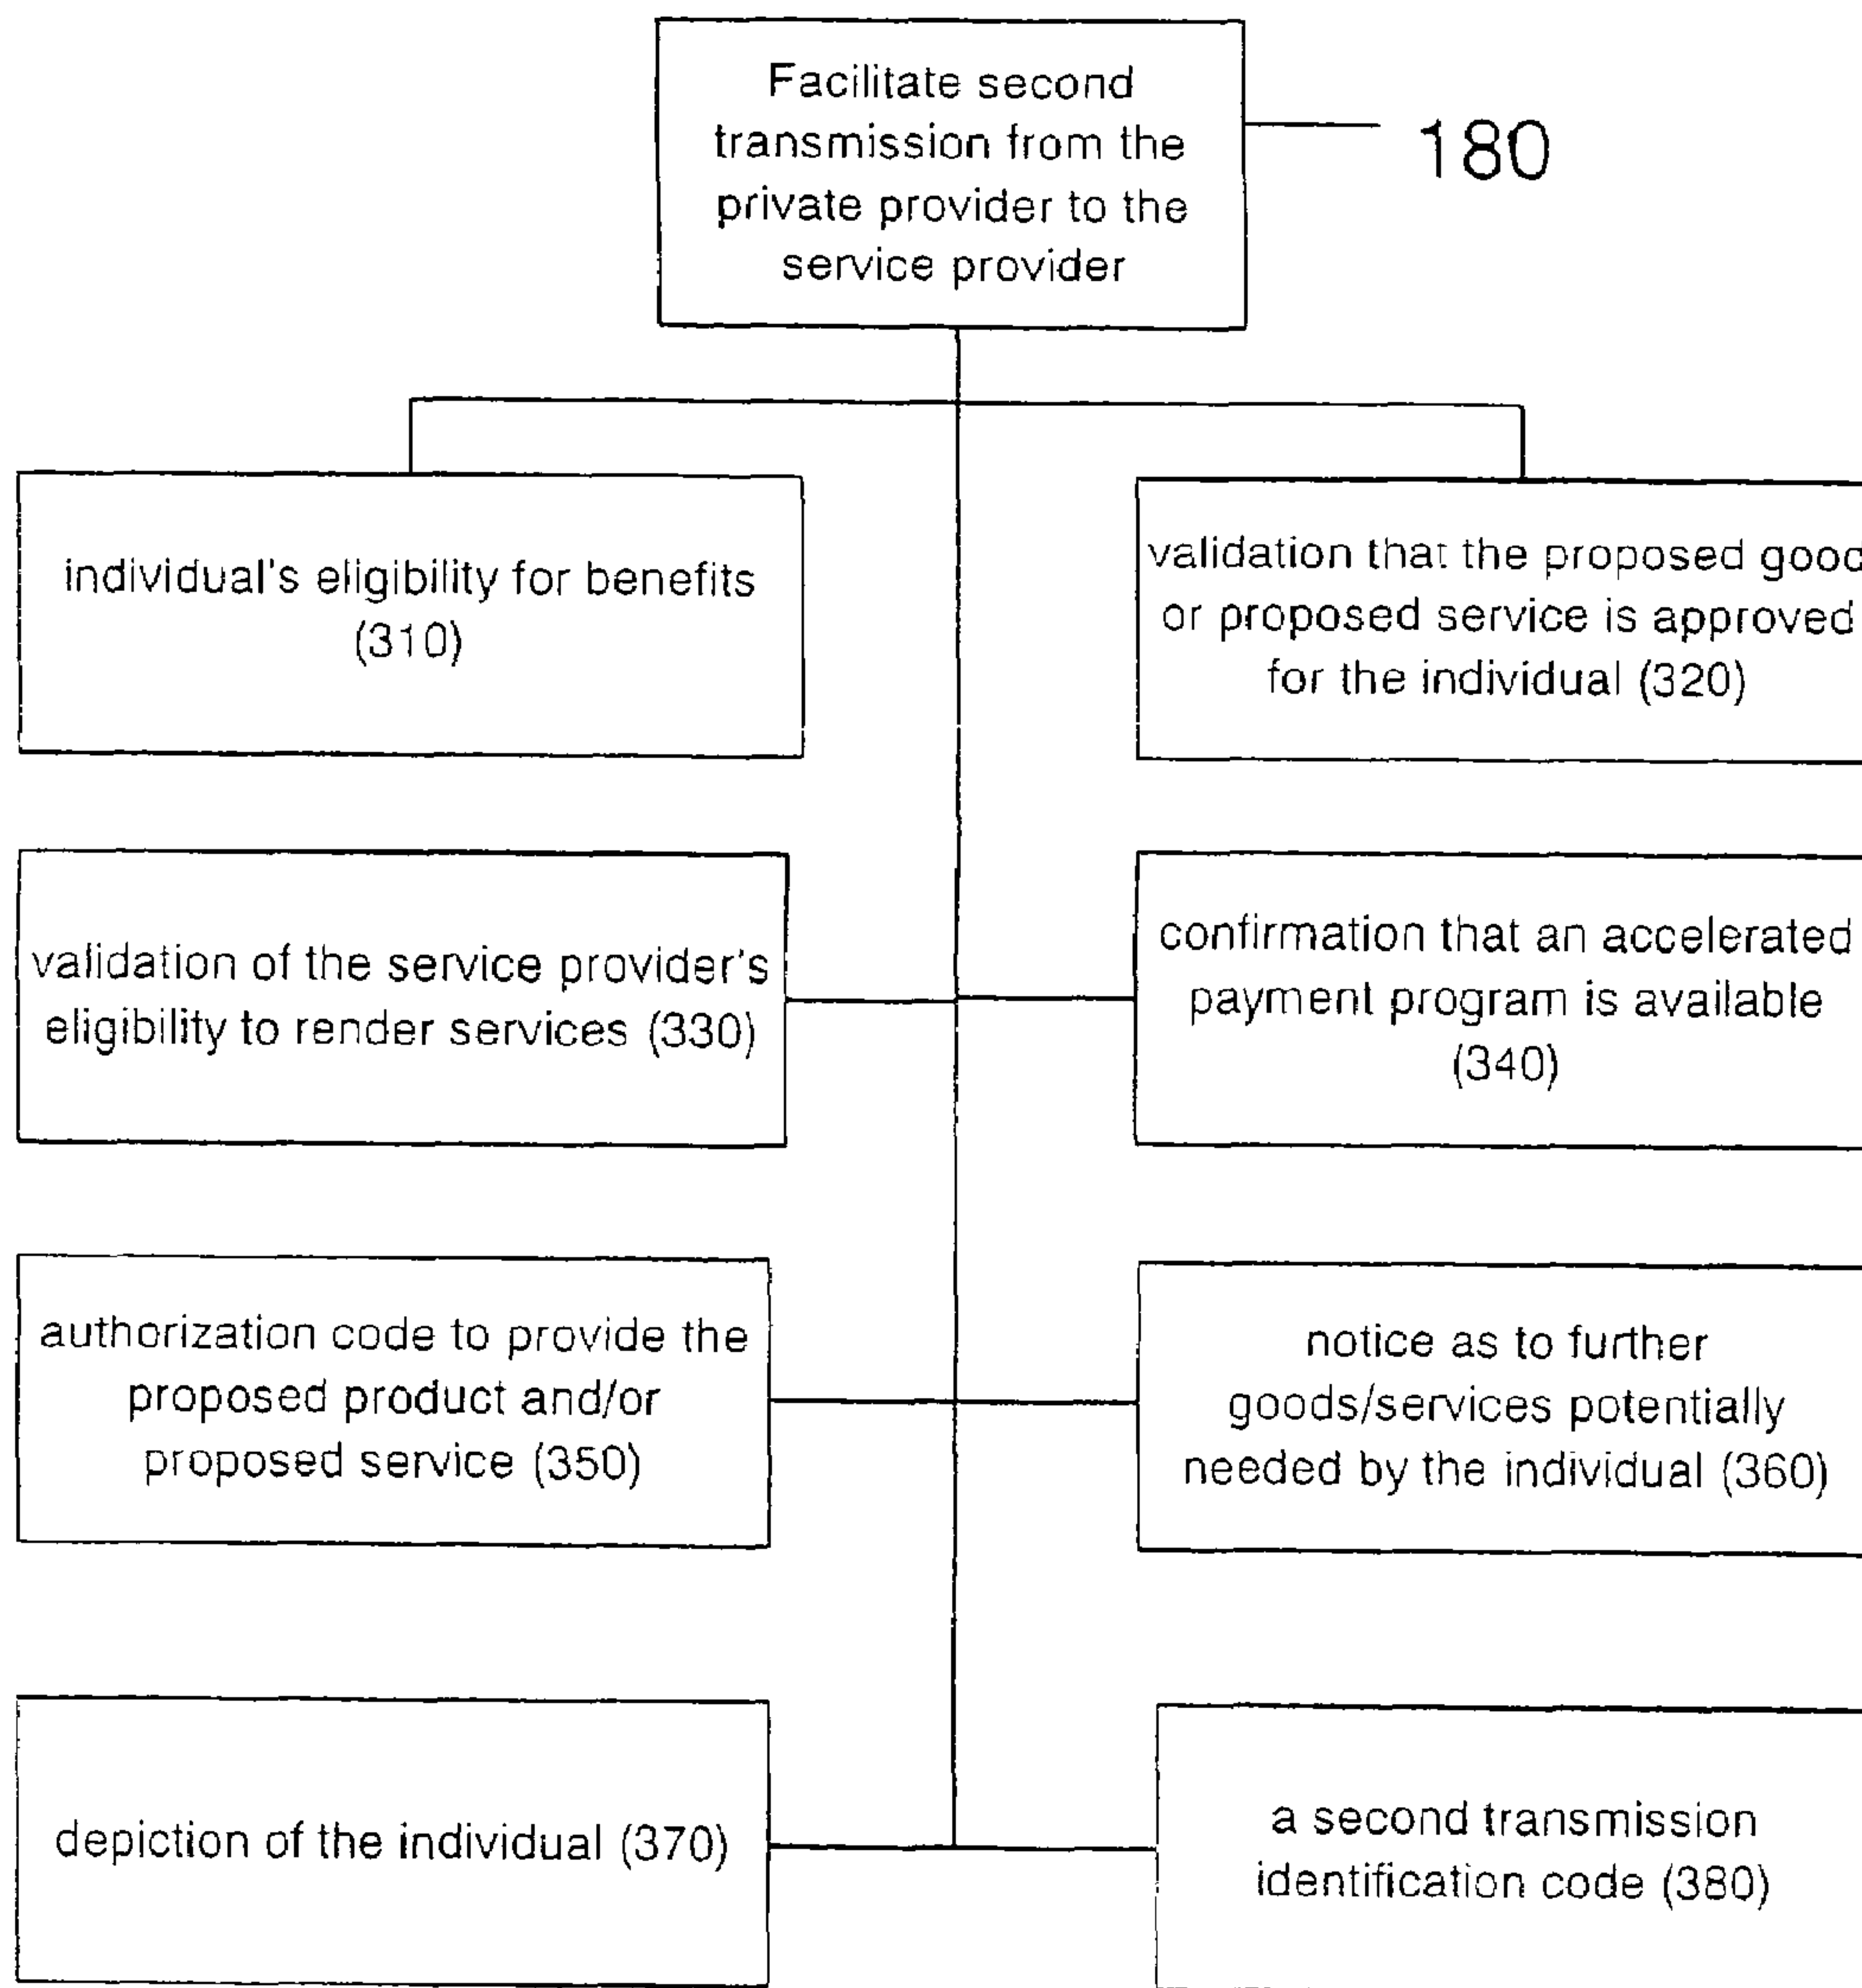 Facilitate second
transmission from the
private provider to the
service provider
180
individual's eligibility for benefits
(310)
validation that the proposed good
or proposed service is approved
for the individual (320)
validation of the service provider's
eligibility to render services (330)
confirmation that an accelerated
payment program is available
(340)
authorization code to provide the
proposed product and/or
proposed service (350)
notice as to further
goods/services potentially
needed by the individual (360)
depiction of the individual (370)
a second transmission
identification code (380)